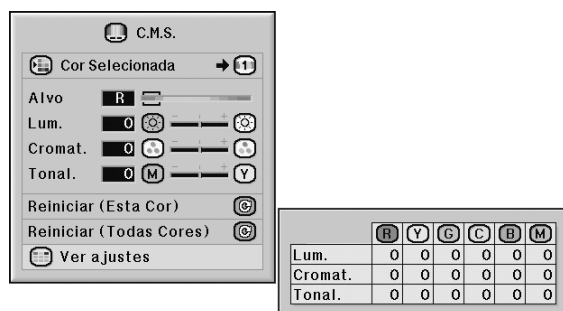 C.M.S.
Cor Selecionada 1
Alvo R
Lum. 0 - +
Cromat. 0 - +
Tonal. 0 M - + Y
Reiniciar (Esta Cor)
Reiniciar (Todas Cores)
Ver ajustes
R Y G C B M
Lum. 0 0 0 0 0 0
Cromat. 0 0 0 0 0 0
Tonal. 0 0 0 0 0 0